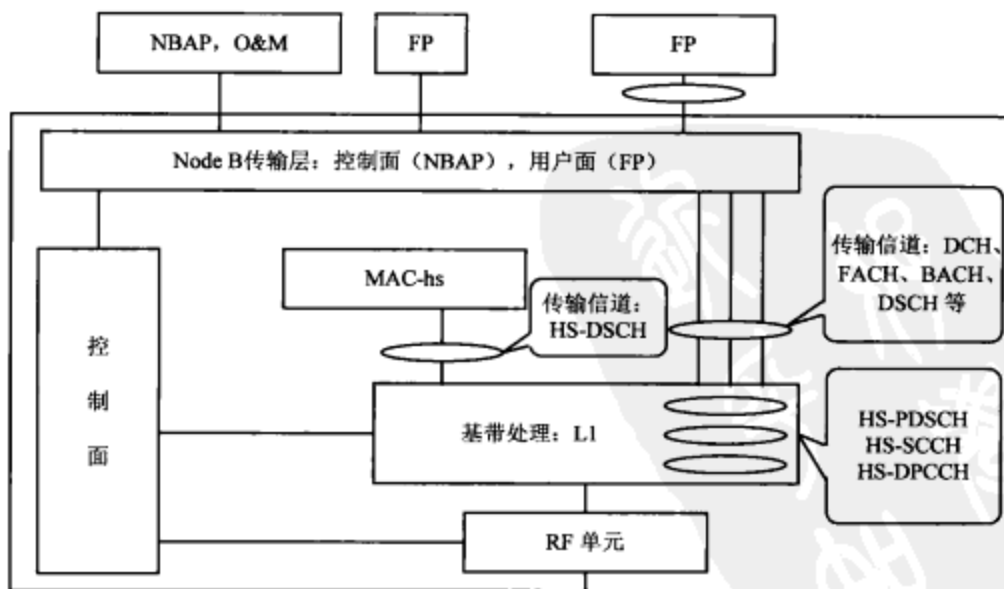 NBAP，O&M
FP
FP
Node B传输层：控制面（NBAP），用户面（FP）
MAC-hs
传输信道：
HS-DSCH
传输信道：DCH、
FACH、BACH、
DSCH 等
控
制
面
基带处理：L1
HS-PDSCH
HS-SCCH
HS-DPCCH
RF 单元